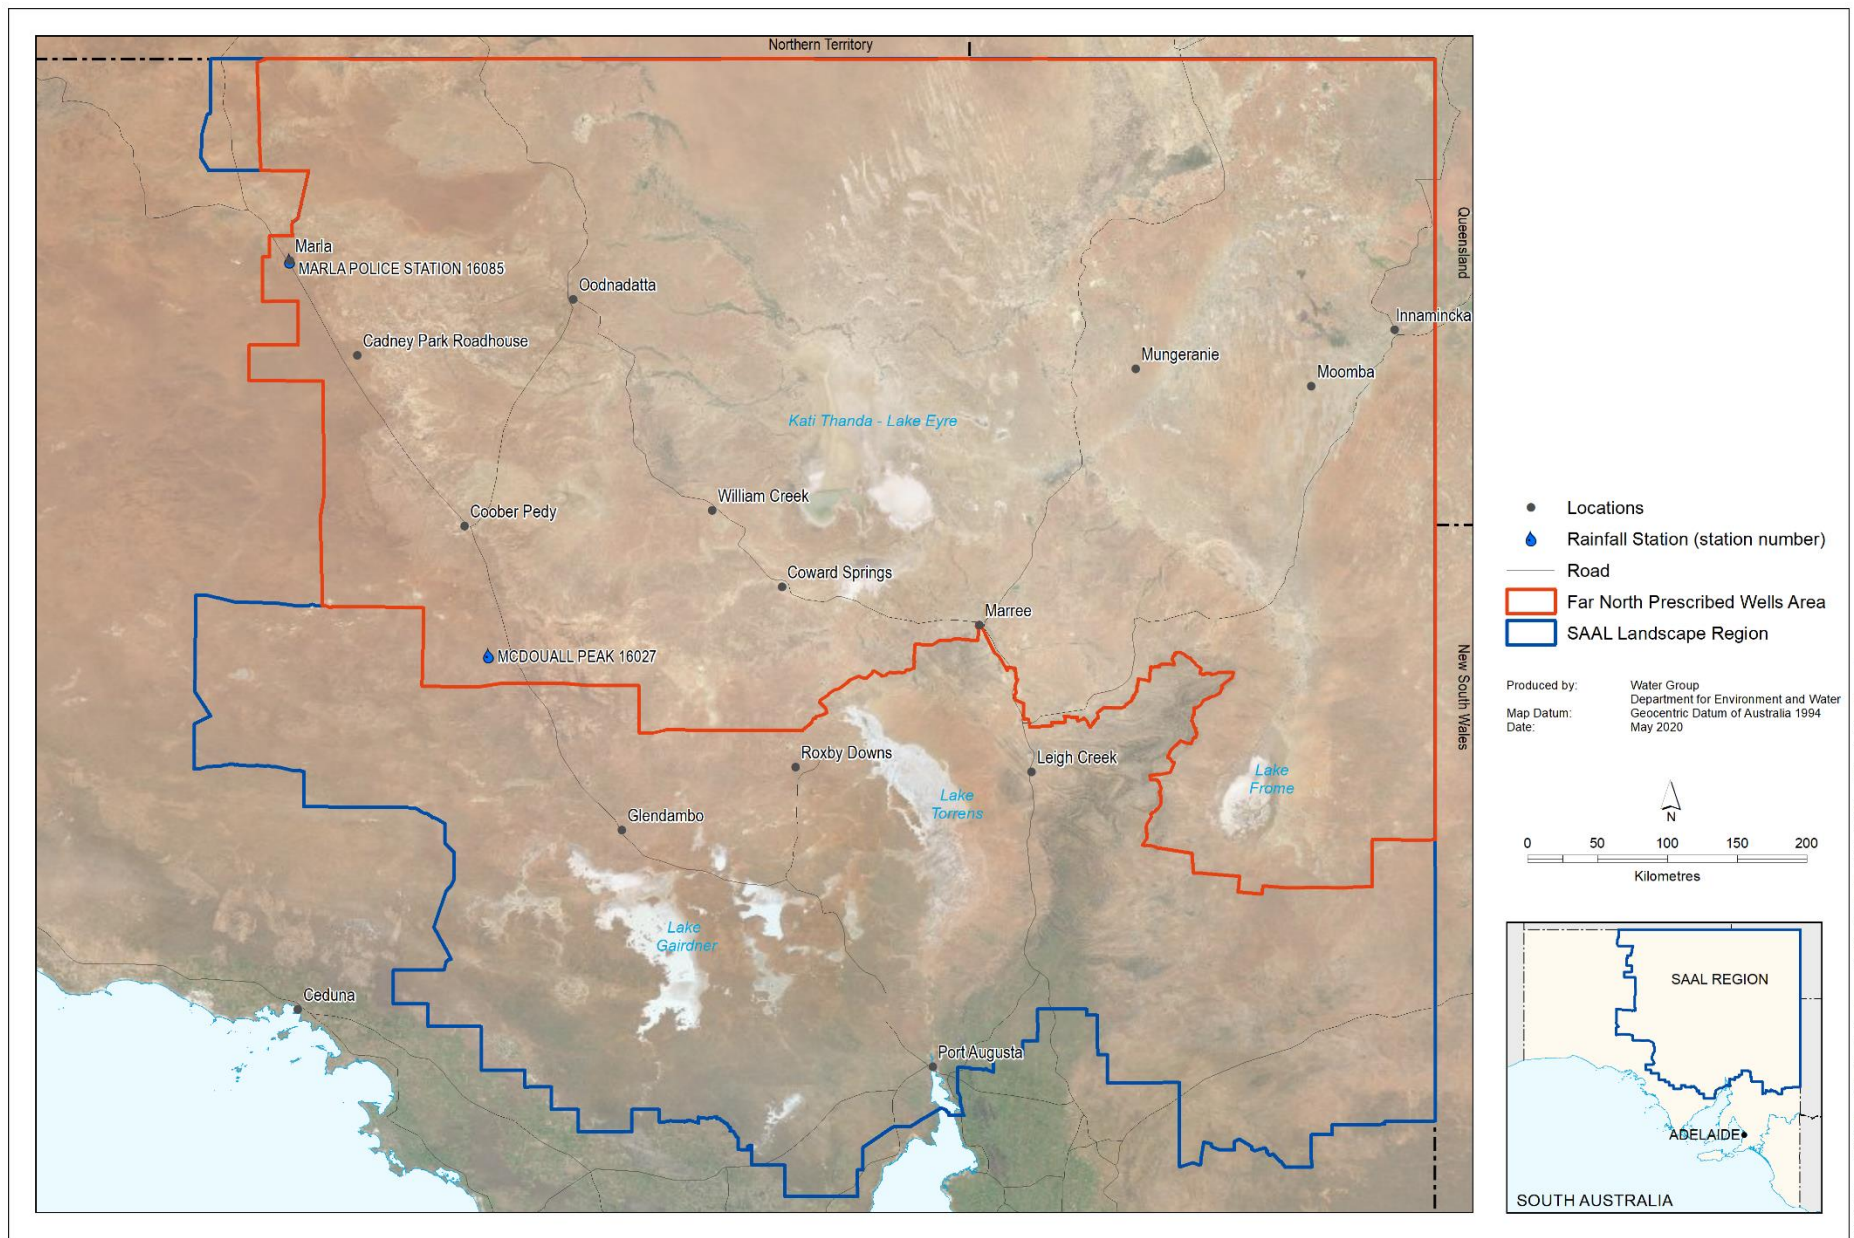 Northern Territory
Queensland
New South Wales
Marla
MARLA POLICE STATION 16085
Oodnadatta
Innamincka
Cadney Park Roadhouse
Mungeranie
Moomba
Kati Thanda - Lake Eyre
William Creek
Coober Pedy
Coward Springs
Marree
MCDOUALL PEAK 16027
Roxby Downs
Leigh Creek
Lake
Frome
Lake
Torrens
Glendambo
Lake
Gairdner
Ceduna
Port Augusta
Locations
Rainfall Station (station number)
Road
Far North Prescribed Wells Area
SAAL Landscape Region
Produced by: Water Group
Department for Environment and Water
Map Datum: Geocentric Datum of Australia 1994
Date: May 2020
N
0 50 100 150 200
Kilometres
SAAL REGION
ADELAIDE
SOUTH AUSTRALIA